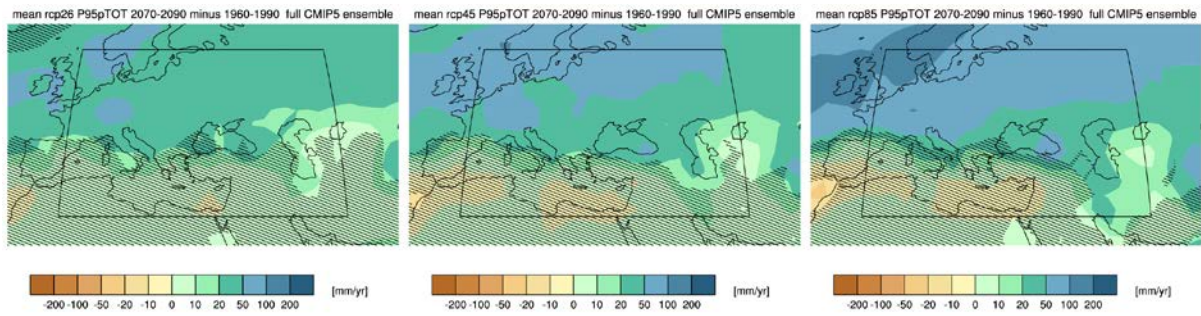 mean rcp26 P95pTOT 2070-2090 minus 1960-1990 full CMIP5 ensemble
mean rcp45 P95pTOT 2070-2090 minus 1960-1990 full CMIP5 ensemble
mean rcp85 P95pTOT 2070-2090 minus 1960-1990 full CMIP5 ensemble
-200 -100 -50 -20 -10 0 10 20 50 100 200 [mm/yr]
-200 -100 -50 -20 -10 0 10 20 50 100 200 [mm/yr]
-200 -100 -50 -20 -10 0 10 20 50 100 200 [mm/yr]